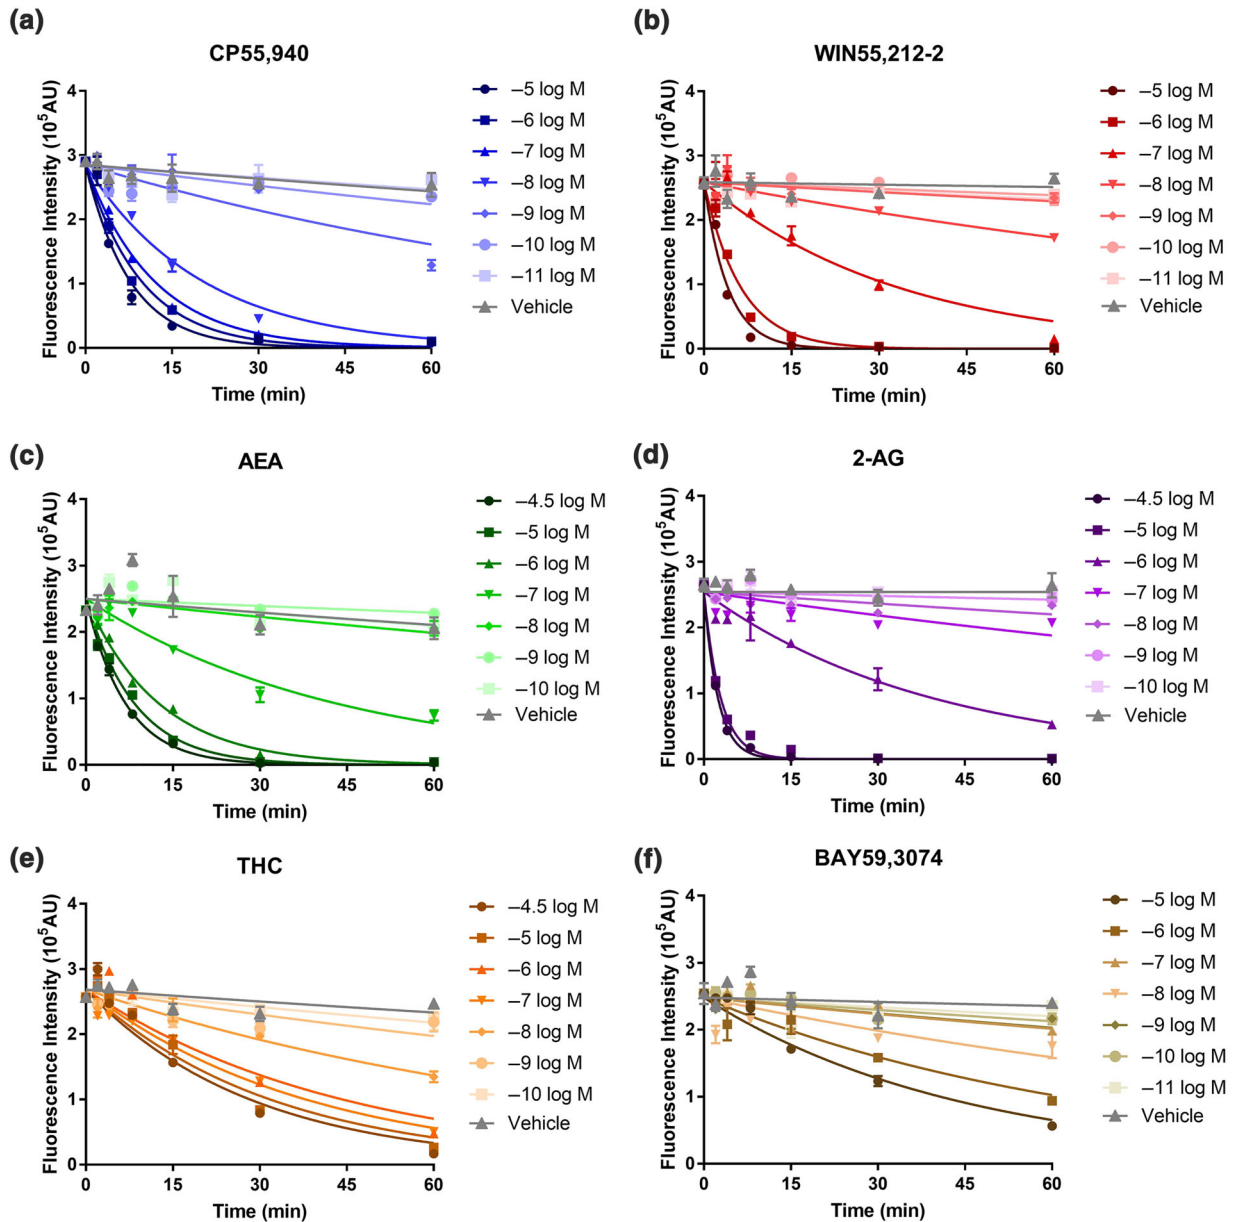 (a)
CP55,940
Fluorescence Intensity (10⁵AU)
4
3
2
1
0
0 15 30 45 60
Time (min)
–5 log M
–6 log M
–7 log M
–8 log M
–9 log M
–10 log M
–11 log M
Vehicle
(b)
WIN55,212-2
Fluorescence Intensity (10⁵AU)
4
3
2
1
0
0 15 30 45 60
Time (min)
–5 log M
–6 log M
–7 log M
–8 log M
–9 log M
–10 log M
–11 log M
Vehicle
(c)
AEA
Fluorescence Intensity (10⁵AU)
4
3
2
1
0
0 15 30 45 60
Time (min)
–4.5 log M
–5 log M
–6 log M
–7 log M
–8 log M
–9 log M
–10 log M
Vehicle
(d)
2-AG
Fluorescence Intensity (10⁵AU)
4
3
2
1
0
0 15 30 45 60
Time (min)
–4.5 log M
–5 log M
–6 log M
–7 log M
–8 log M
–9 log M
–10 log M
Vehicle
(e)
THC
Fluorescence Intensity (10⁵AU)
4
3
2
1
0
0 15 30 45 60
Time (min)
–4.5 log M
–5 log M
–6 log M
–7 log M
–8 log M
–9 log M
–10 log M
Vehicle
(f)
BAY59,3074
Fluorescence Intensity (10⁵AU)
4
3
2
1
0
0 15 30 45 60
Time (min)
–5 log M
–6 log M
–7 log M
–8 log M
–9 log M
–10 log M
–11 log M
Vehicle